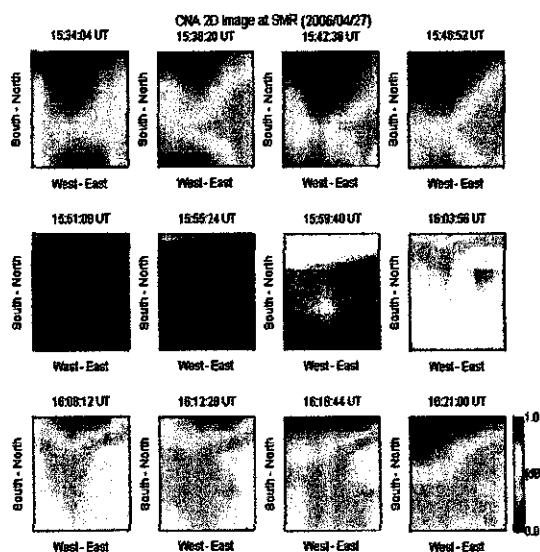 CNA 2D Image at SMR (2006/04/27)
15:34:04 UT 15:38:20 UT 15:42:36 UT 15:46:52 UT
South - North South - North South - North South - North
West - East West - East West - East West - East
15:51:08 UT 15:55:24 UT 15:59:40 UT 16:03:56 UT
South - North South - North South - North South - North
West - East West - East West - East West - East
16:08:12 UT 16:12:28 UT 16:16:44 UT 16:21:00 UT
1.0
South - North South - North South - North South - North
0.0
West - East West - East West - East West - East